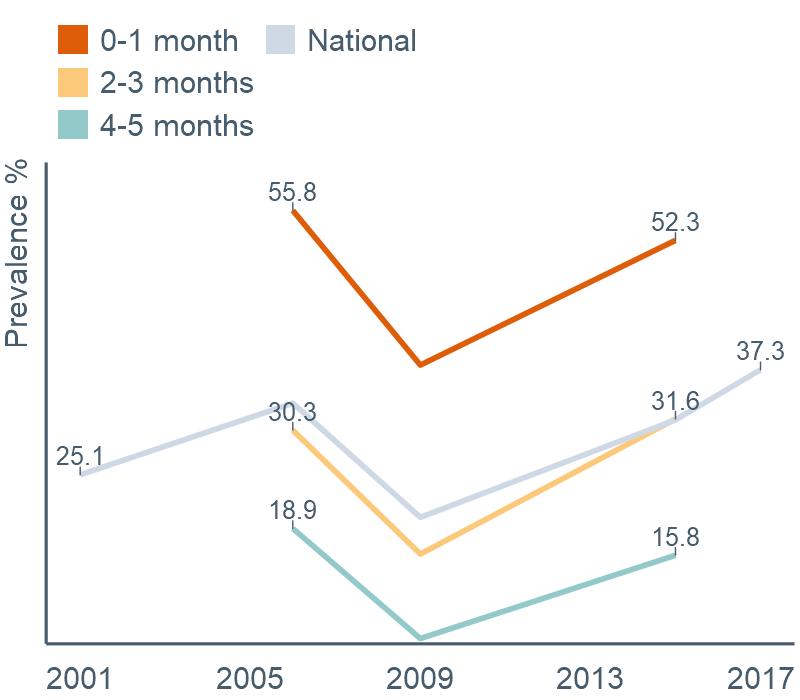 0-1 month National
2-3 months
4-5 months
Prevalence %
55.8
52.3
37.3
31.6
30.3
25.1
18.9
15.8
2001 2005 2009 2013 2017